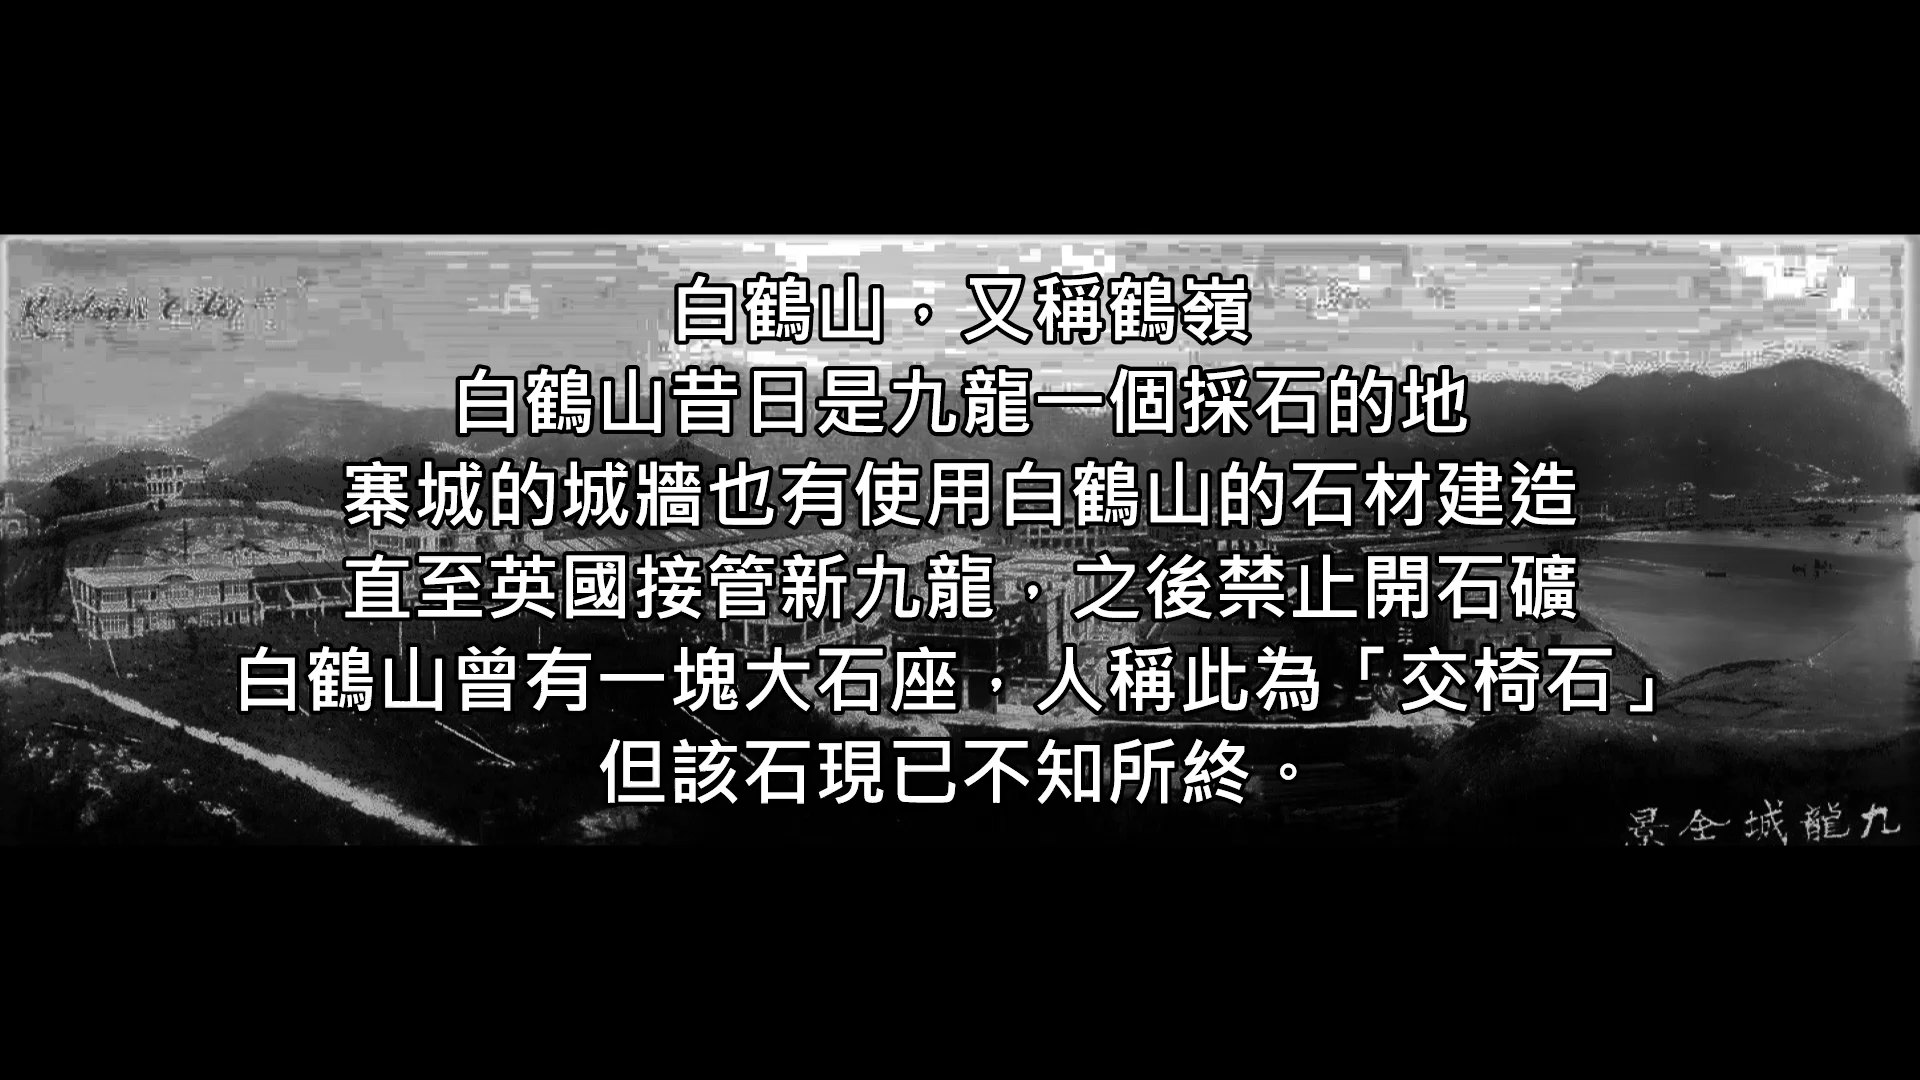 Kowloon City
白鶴山，又稱鶴嶺
白鶴山昔日是九龍一個採石的地
寨城的城牆也有使用白鶴山的石材建造
直至英國接管新九龍，之後禁止開石礦
白鶴山曾有一塊大石座，人稱此為「交椅石」
但該石現已不知所終。
景全城龍九